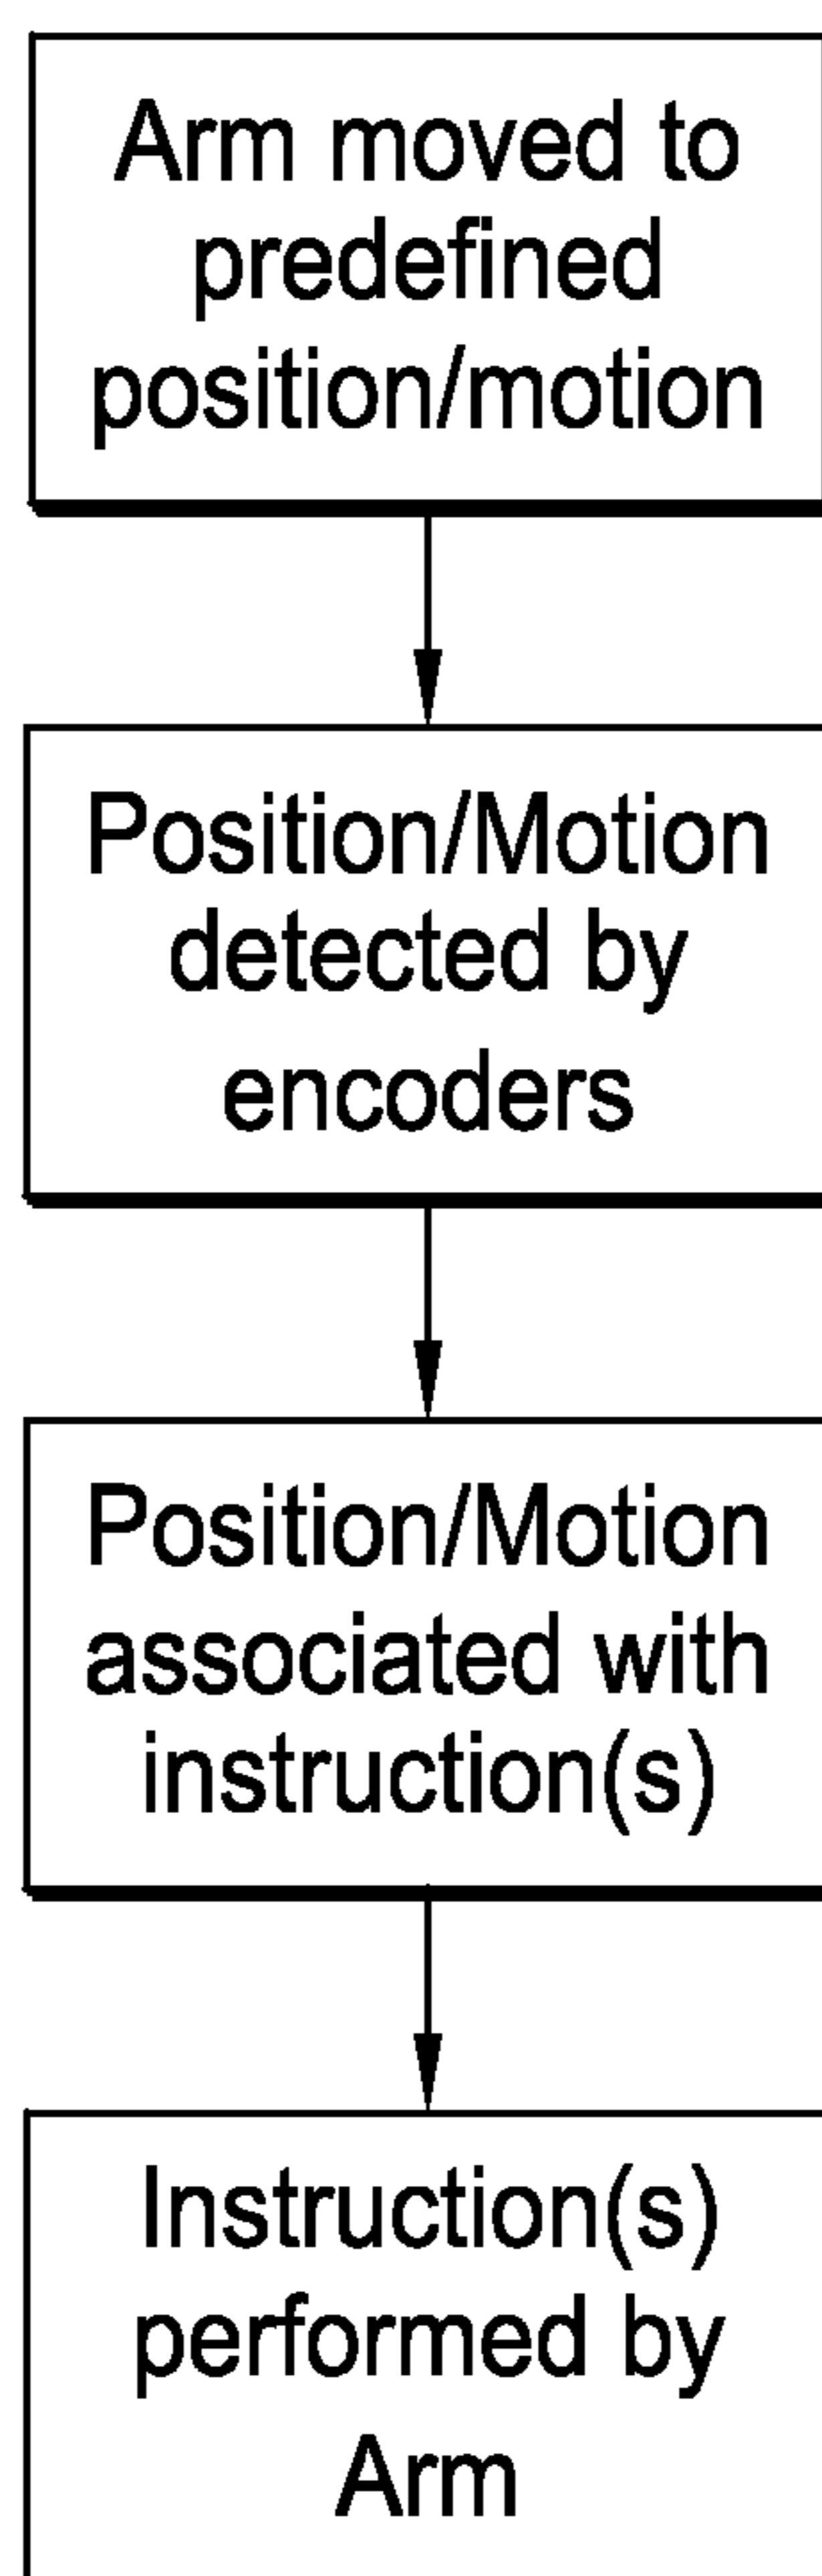 Arm moved to
predefined
position/motion
Position/Motion
detected by
encoders
Position/Motion
associated with
instruction(s)
Instruction(s)
performed by
Arm